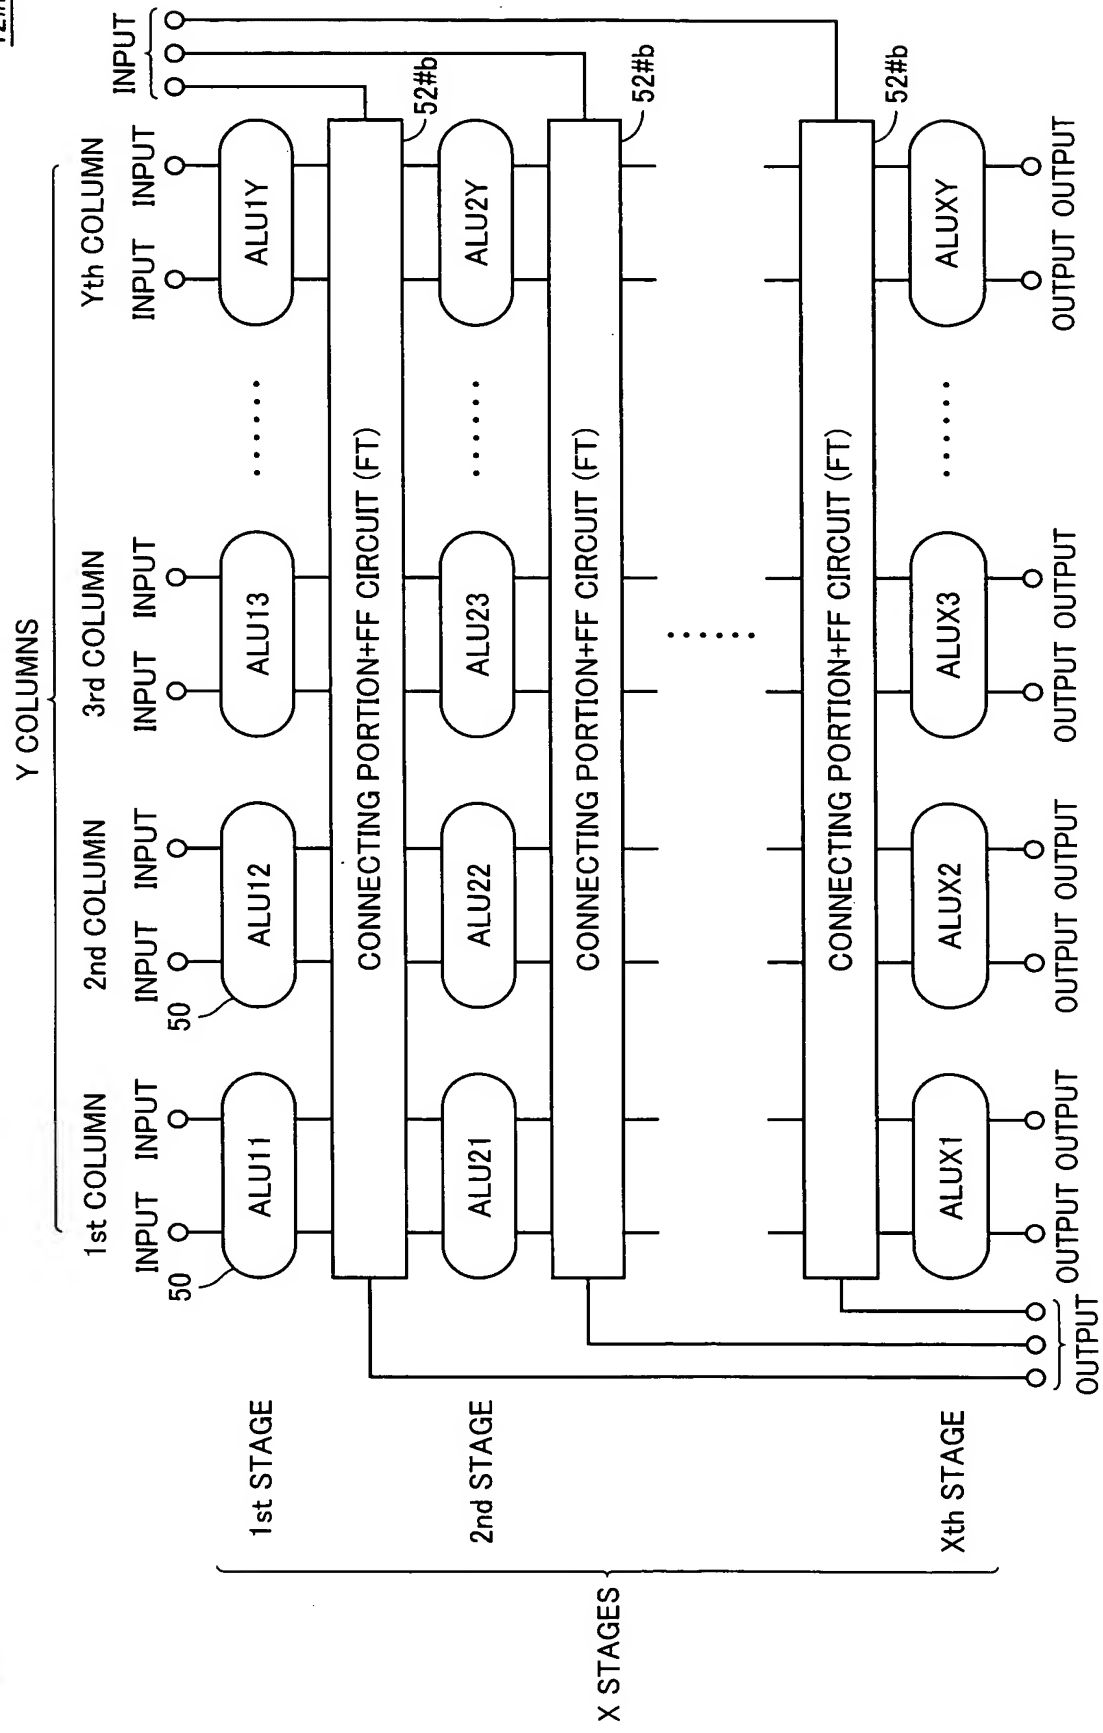 Y COLUMNS
1st COLUMN 2nd COLUMN 3rd COLUMN Yth COLUMN
INPUT INPUT INPUT INPUT INPUT INPUT INPUT INPUT INPUT
50 50
1st STAGE ALU11 ALU12 ALU13 ...... ALU1Y
CONNECTING PORTION+FF CIRCUIT (FT) 52#b
2nd STAGE ALU21 ALU22 ALU23 ...... ALU2Y
CONNECTING PORTION+FF CIRCUIT (FT) 52#b
X STAGES
......
CONNECTING PORTION+FF CIRCUIT (FT) 52#b
Xth STAGE ALUX1 ALUX2 ALUX3 ...... ALUXY
OUTPUT OUTPUT OUTPUT OUTPUT OUTPUT OUTPUT OUTPUT OUTPUT OUTPUT